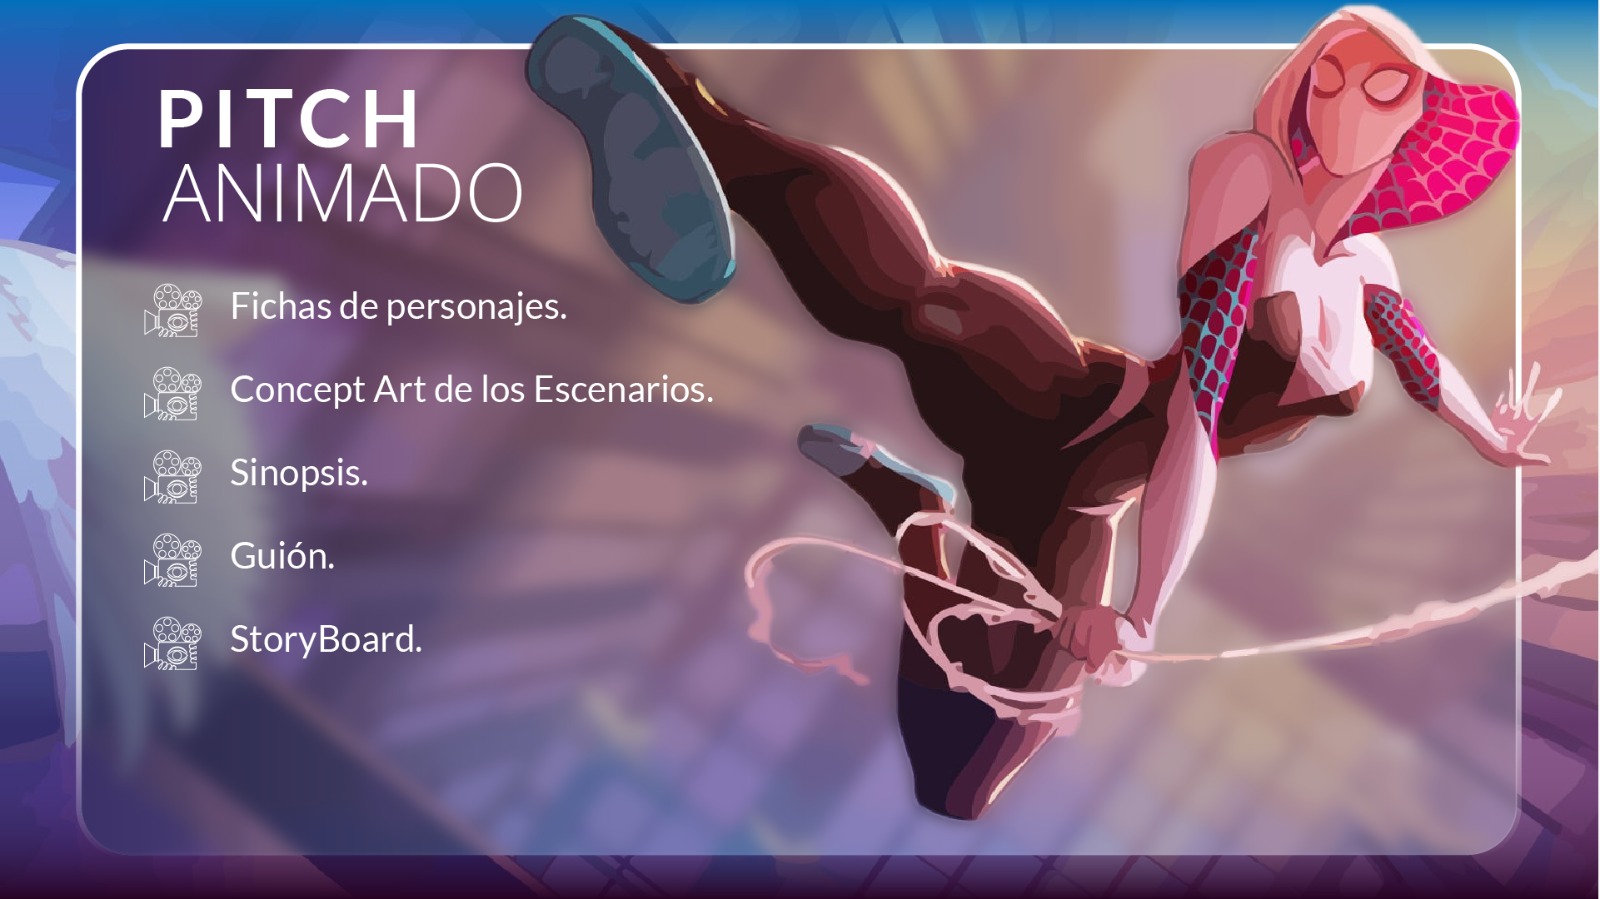 PITCH
ANIMADO
Fichas de personajes.
Concept Art de los Escenarios.
Sinopsis.
Guión.
StoryBoard.